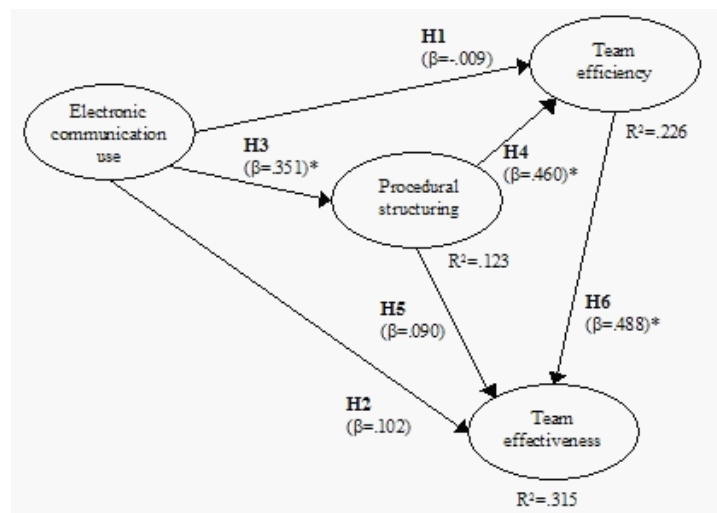 H1
(β=-.009)
Team
efficiency
Electronic
communication
use
R²=.226
H3
(β=.351)*
H4
(β=.460)*
Procedural
structuring
R²=.123
H5
(β=.090)
H6
(β=.488)*
H2
(β=.102)
Team
effectiveness
R²=.315